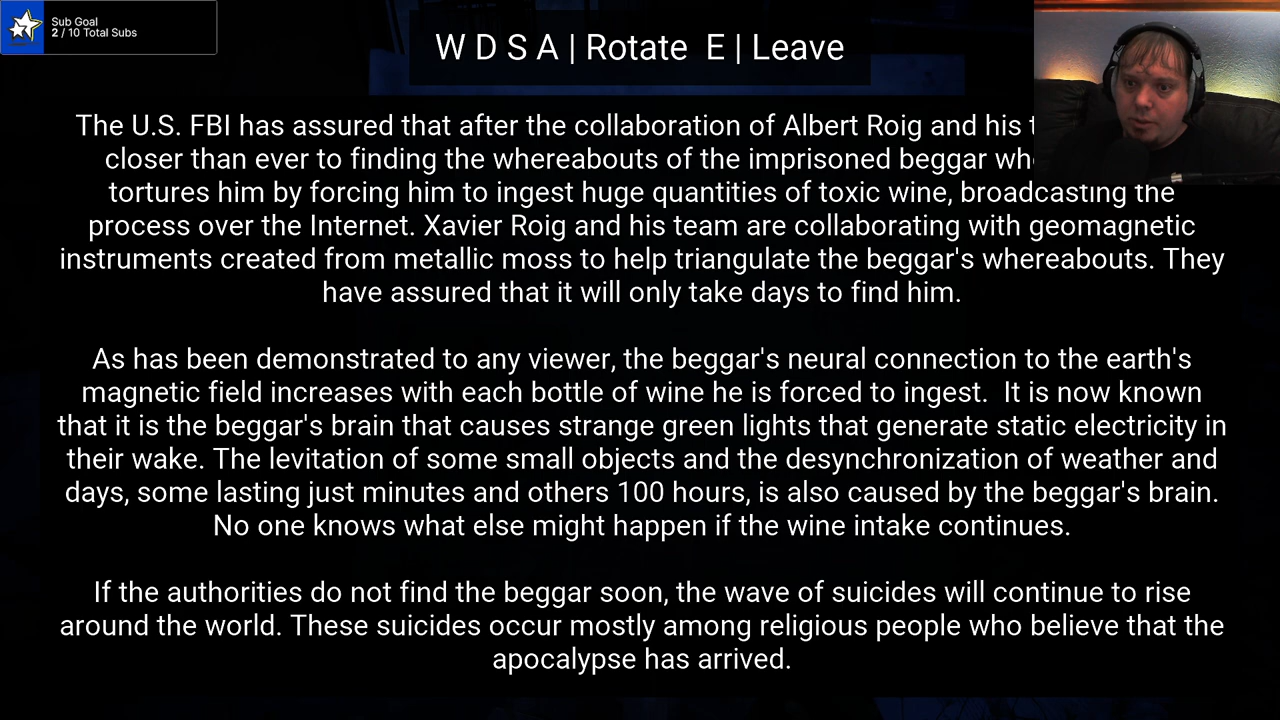 Sub Goal
2 / 10 Total Subs
W D S A | Rotate E | Leave
The U.S. FBI has assured that after the collaboration of Albert Roig and his
closer than ever to finding the whereabouts of the imprisoned beggar
tortures him by forcing him to ingest huge quantities of toxic wine, broadcasting the
process over the Internet. Xavier Roig and his team are collaborating with geomagnetic
instruments created from metallic moss to help triangulate the beggar's whereabouts. They
have assured that it will only take days to find him.
As has been demonstrated to any viewer, the beggar's neural connection to the earth's
magnetic field increases with each bottle of wine he is forced to ingest. It is now known
that it is the beggar's brain that causes strange green lights that generate static electricity in
their wake. The levitation of some small objects and the desynchronization of weather and
days, some lasting just minutes and others 100 hours, is also caused by the beggar's brain.
No one knows what else might happen if the wine intake continues.
If the authorities do not find the beggar soon, the wave of suicides will continue to rise
around the world. These suicides occur mostly among religious people who believe that the
apocalypse has arrived.